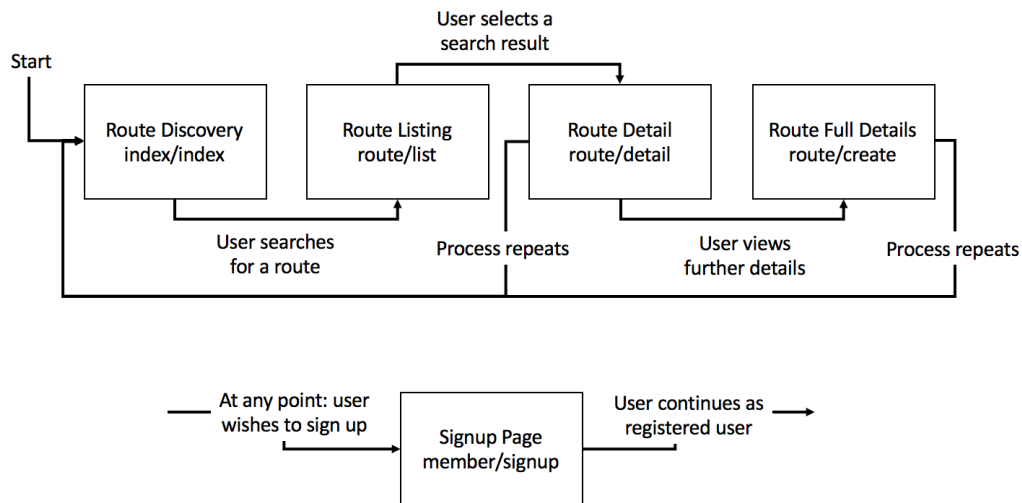 User selects a
search result
Start
Route Discovery
index/index
Route Listing
route/list
Route Detail
route/detail
Route Full Details
route/create
User searches
for a route
Process repeats
User views
further details
Process repeats
At any point: user
wishes to sign up
Signup Page
member/signup
User continues as
registered user